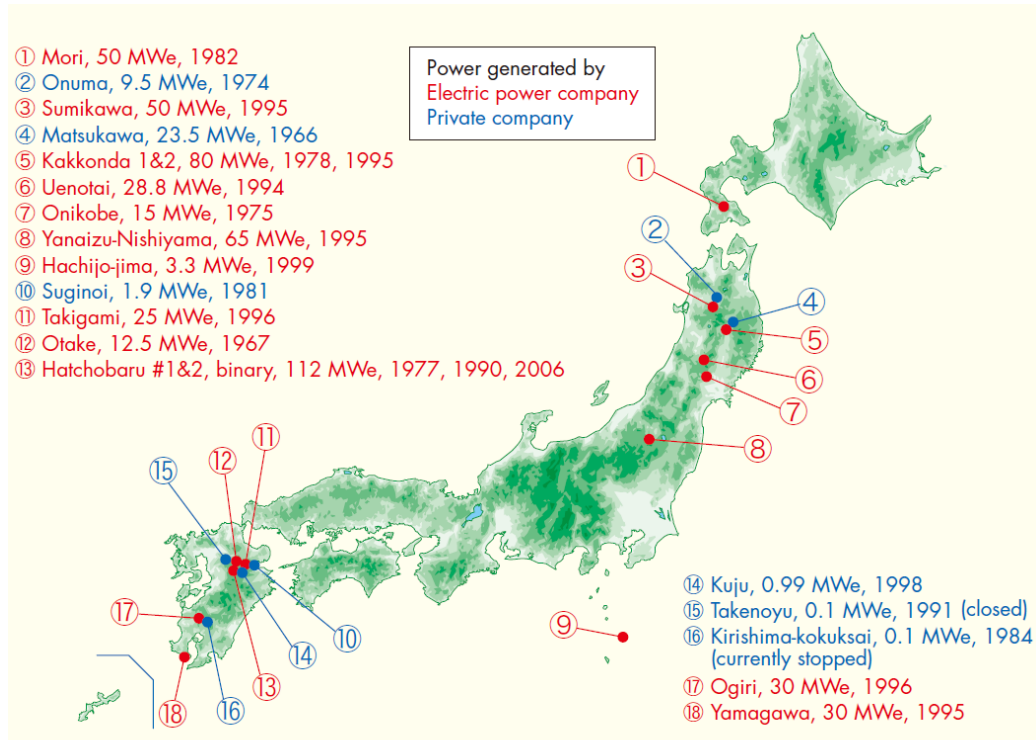 ① Mori, 50 MWe, 1982
② Onuma, 9.5 MWe, 1974
③ Sumikawa, 50 MWe, 1995
④ Matsukawa, 23.5 MWe, 1966
⑤ Kakkonda 1&2, 80 MWe, 1978, 1995
⑥ Uenotai, 28.8 MWe, 1994
⑦ Onikobe, 15 MWe, 1975
⑧ Yanaizu-Nishiyama, 65 MWe, 1995
⑨ Hachijo-jima, 3.3 MWe, 1999
⑩ Suginoi, 1.9 MWe, 1981
⑪ Takigami, 25 MWe, 1996
⑫ Otake, 12.5 MWe, 1967
⑬ Hatchobaru #1&2, binary, 112 MWe, 1977, 1990, 2006
Power generated by
Electric power company
Private company
①
②
③
④
⑤
⑥
⑦
⑧
⑪
⑫
⑮
⑰
⑨
⑩
⑭
⑬
⑱
⑯
⑭ Kuju, 0.99 MWe, 1998
⑮ Takenoyu, 0.1 MWe, 1991 (closed)
⑯ Kirishima-kokuksai, 0.1 MWe, 1984
(currently stopped)
⑰ Ogiri, 30 MWe, 1996
⑱ Yamagawa, 30 MWe, 1995